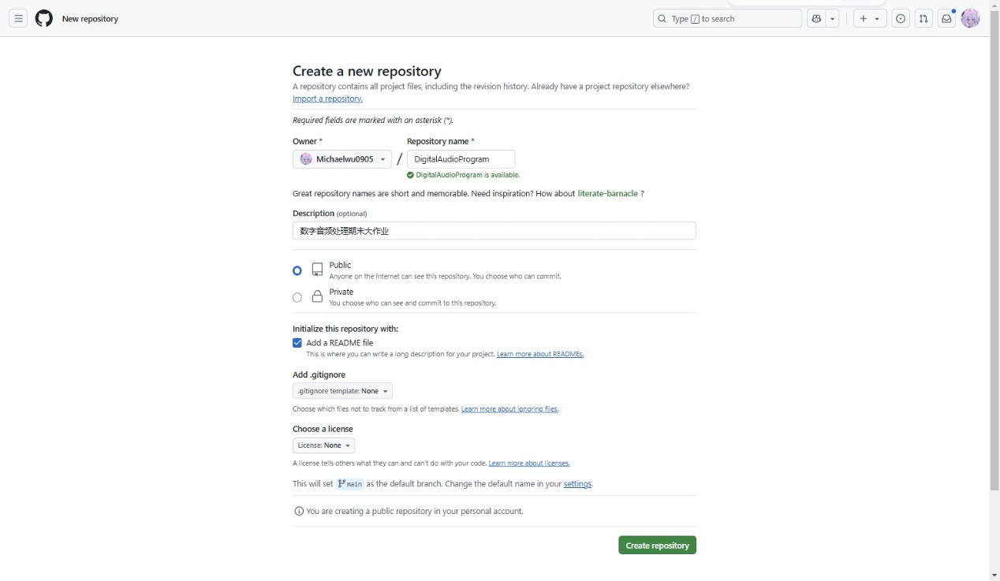 New repository
Type / to search
Create a new repository
A repository contains all project files, including the revision history. Already have a project repository elsewhere?
Import a repository.
Required fields are marked with an asterisk (*).
Owner * Repository name *
Michaelwu0905 / DigitalAudioProgram
DigitalAudioProgram is available.
Great repository names are short and memorable. Need inspiration? How about literate-barnacle ?
Description (optional)
数字音频处理期末大作业
Public
Anyone on the internet can see this repository. You choose who can commit.
Private
You choose who can see and commit to this repository.
Initialize this repository with:
Add a README file
This is where you can write a long description for your project. Learn more about READMEs.
Add .gitignore
.gitignore template: None
Choose which files not to track from a list of templates. Learn more about ignoring files.
Choose a license
License: None
A license tells others what they can and can't do with your code. Learn more about licenses.
This will set main as the default branch. Change the default name in your settings.
You are creating a public repository in your personal account.
Create repository